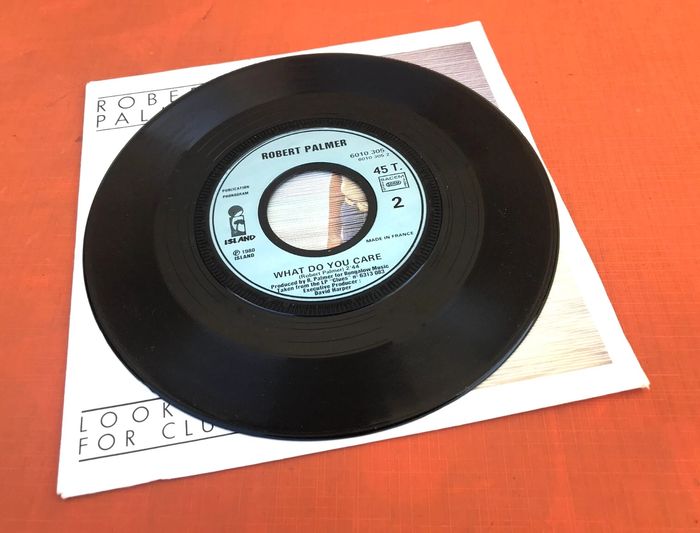 ROBE
PAL
ROBERT PALMER
6010 305
6010 305 2
45 T.
SACEM
PUBLICATION
PHONOGRAM
2
ISLAND
MADE IN FRANCE
℗ 1980
ISLAND
WHAT DO YOU CARE
(Robert Palmer) 2'44
Produced by R. Palmer for Bungalow Music
Taken from the LP "Clues" n° 6313 082
Executive Producer :
David Harper
LOOK
FOR CLU